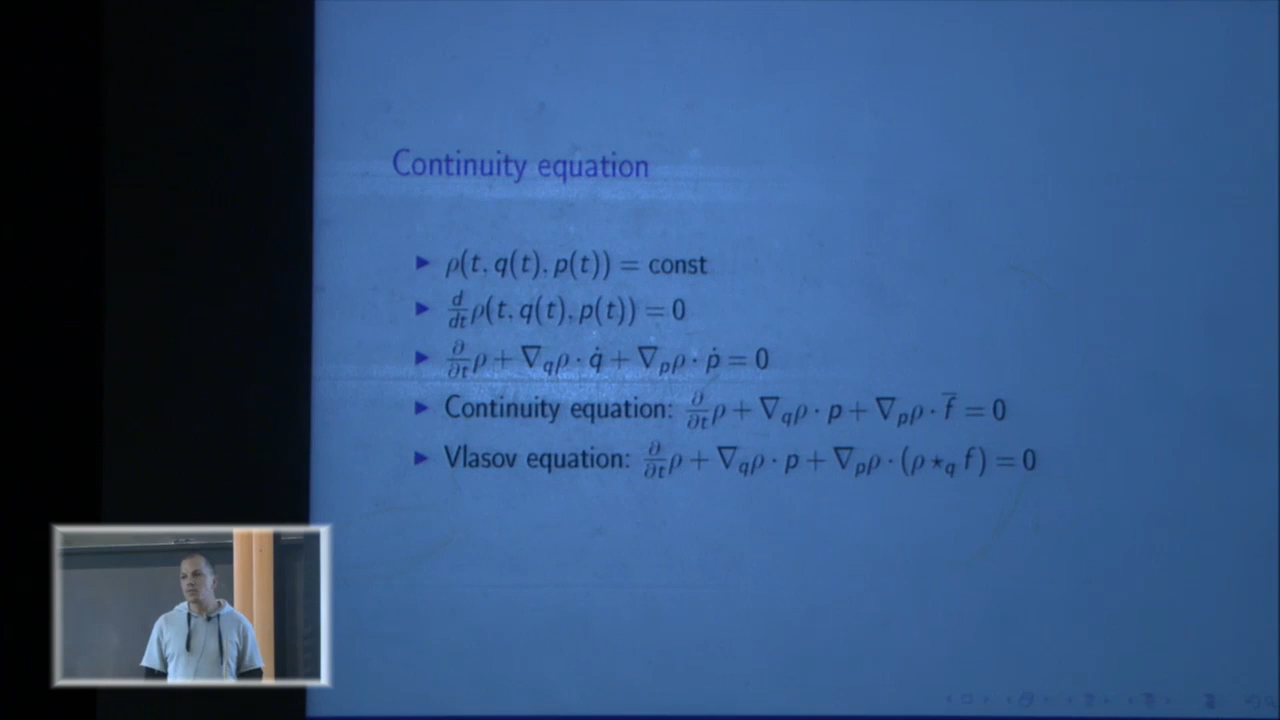 Continuity equation
▶ ρ(t, q(t), p(t)) = const
▶ d/dt ρ(t, q(t), p(t)) = 0
▶ ∂/∂t ρ + ∇_q ρ · q̇ + ∇_p ρ · ṗ = 0
▶ Continuity equation: ∂/∂t ρ + ∇_q ρ · p + ∇_p ρ · f̅ = 0
▶ Vlasov equation: ∂/∂t ρ + ∇_q ρ · p + ∇_p ρ · (ρ ⋆_q f) = 0